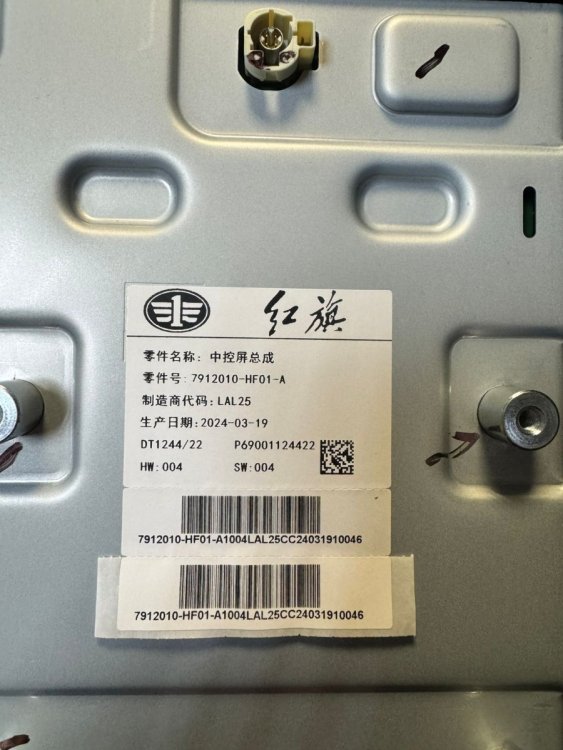 红旗
零件名称: 中控屏总成
零件号: 7912010-HF01-A
制造商代码: LAL25
生产日期: 2024-03-19
DT1244/22 P69001124422
HW: 004 SW: 004
7912010-HF01-A1004LAL25CC24031910046
7912010-HF01-A1004LAL25CC24031910046